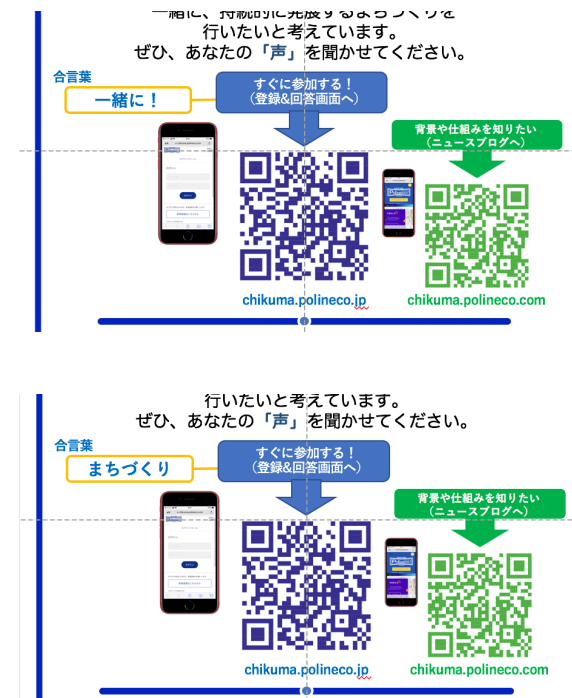 一緒に、持続的に発展するまちづくりを
行いたいと考えています。
ぜひ、あなたの「声」を聞かせてください。
合言葉
一緒に！
すぐに参加する！
（登録&回答画面へ）
背景や仕組みを知りたい
（ニュースブログへ）
chikuma.polineco.jp
chikuma.polineco.com
行いたいと考えています。
ぜひ、あなたの「声」を聞かせてください。
合言葉
まちづくり
すぐに参加する！
（登録&回答画面へ）
背景や仕組みを知りたい
（ニュースブログへ）
chikuma.polineco.jp
chikuma.polineco.com